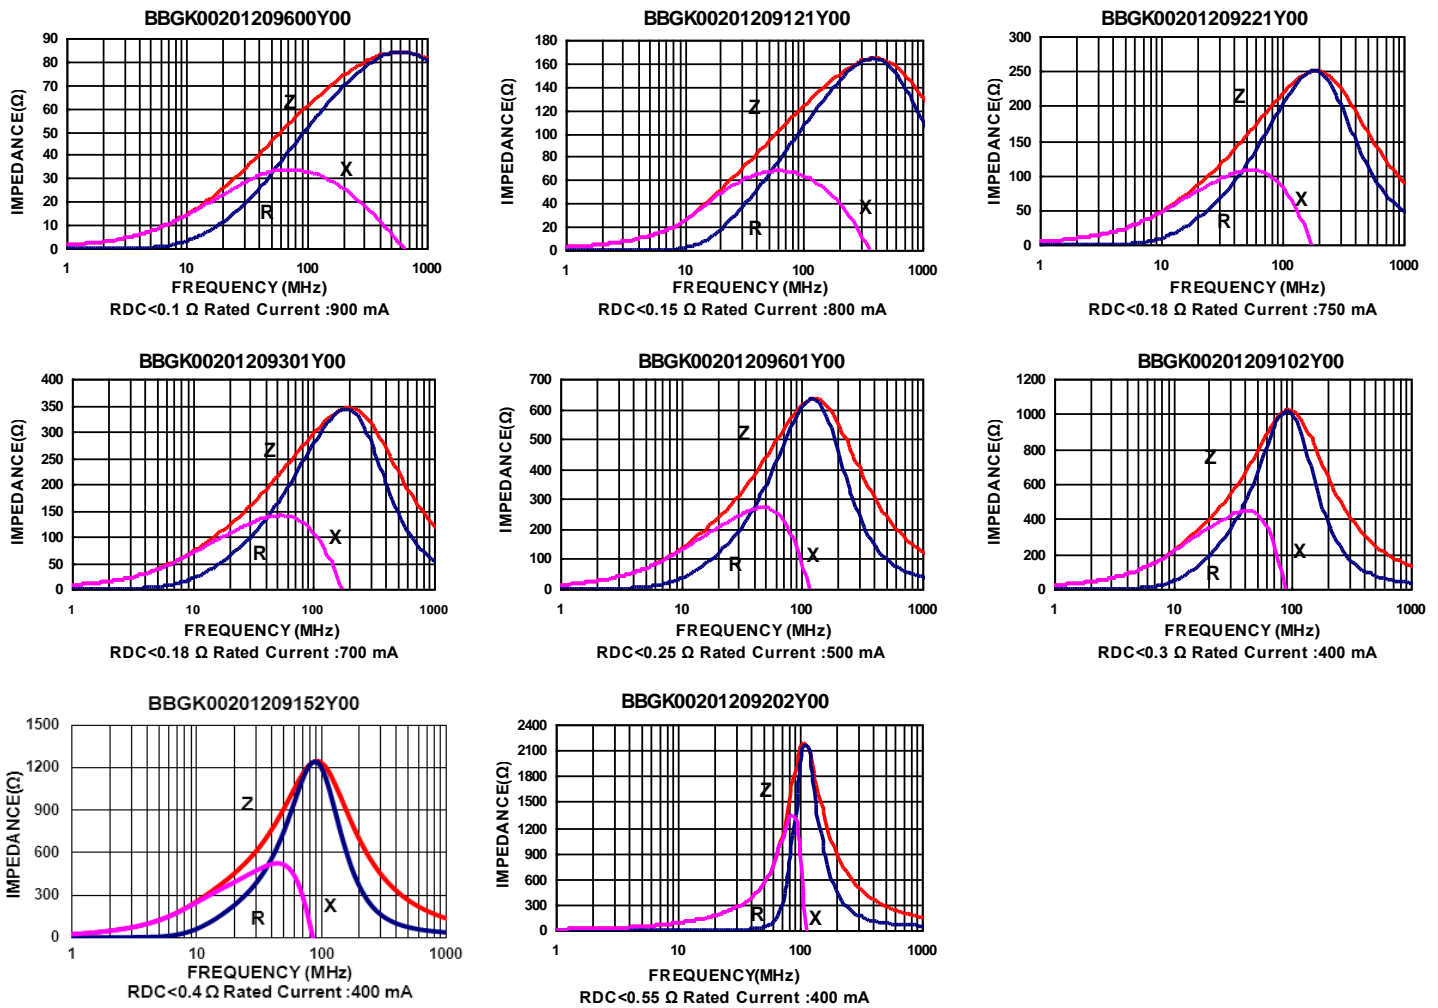 BBGK00201209600Y00
90
80
70
60
50
40
30
20
10
0
IMPEDANCE(Ω)
Z
X
R
1 10 100 1000
FREQUENCY (MHz)
RDC<0.1 Ω Rated Current :900 mA
BBGK00201209121Y00
180
160
140
120
100
80
60
40
20
0
IMPEDANCE(Ω)
Z
X
R
1 10 100 1000
FREQUENCY (MHz)
RDC<0.15 Ω Rated Current :800 mA
BBGK00201209221Y00
300
250
200
150
100
50
0
IMPEDANCE(Ω)
Z
X
R
1 10 100 1000
FREQUENCY (MHz)
RDC<0.18 Ω Rated Current :750 mA
BBGK00201209301Y00
400
350
300
250
200
150
100
50
0
IMPEDANCE(Ω)
Z
X
R
1 10 100 1000
FREQUENCY (MHz)
RDC<0.18 Ω Rated Current :700 mA
BBGK00201209601Y00
700
600
500
400
300
200
100
0
IMPEDANCE(Ω)
Z
X
R
1 10 100 1000
FREQUENCY (MHz)
RDC<0.25 Ω Rated Current :500 mA
BBGK00201209102Y00
1200
1000
800
600
400
200
0
IMPEDANCE(Ω)
Z
X
R
1 10 100 1000
FREQUENCY (MHz)
RDC<0.3 Ω Rated Current :400 mA
BBGK00201209152Y00
1500
1200
900
600
300
0
IMPEDANCE(Ω)
Z
X
R
1 10 100 1000
FREQUENCY (MHz)
RDC<0.4 Ω Rated Current :400 mA
BBGK00201209202Y00
2400
2100
1800
1500
1200
900
600
300
0
IMPEDANCE(Ω)
Z
R
X
1 10 100 1000
FREQUENCY(MHz)
RDC<0.55 Ω Rated Current :400 mA